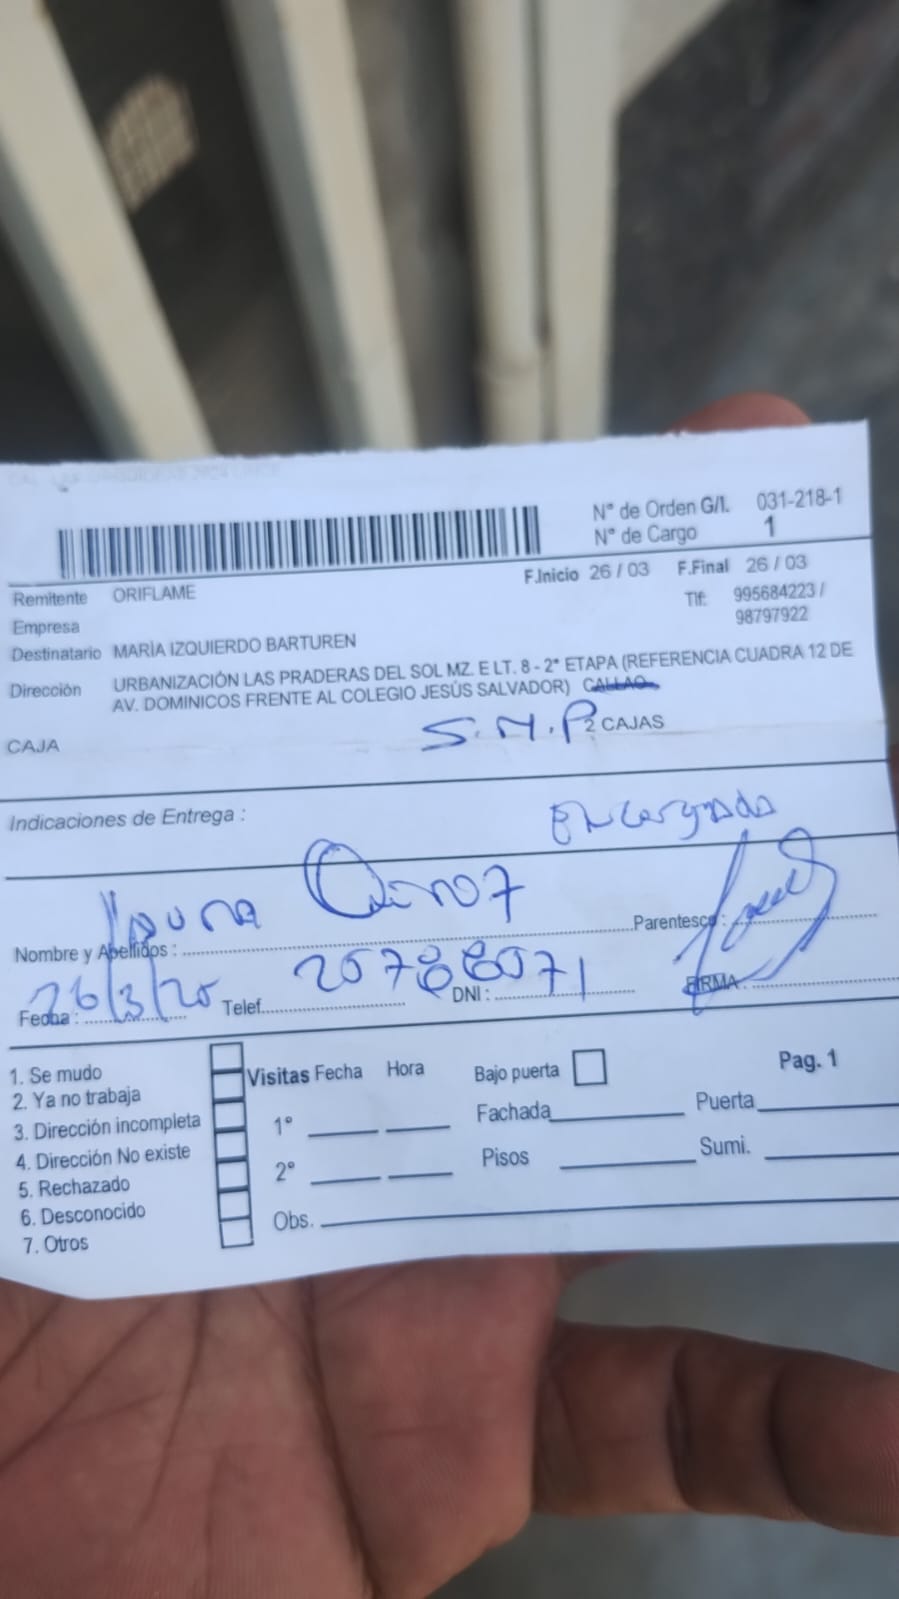 N° de Orden G/I. 031-218-1
N° de Cargo 1
F.Inicio 26 / 03 F.Final 26 / 03
Remitente ORIFLAME
Tlf: 995684223 /
98797922
Empresa
Destinatario MARÍA IZQUIERDO BARTUREN
Dirección URBANIZACIÓN LAS PRADERAS DEL SOL MZ. E LT. 8 - 2° ETAPA (REFERENCIA CUADRA 12 DE
AV. DOMINICOS FRENTE AL COLEGIO JESÚS SALVADOR) CALLAO
CAJA S.M.P 2 CAJAS
Indicaciones de Entrega :
Encargada
Nombre y Apellidos : Quiroz Parentesco :
Fecha : 26/3/25 Telef. DNI : FIRMA :
1. Se mudo
2. Ya no trabaja
3. Dirección incompleta
4. Dirección No existe
5. Rechazado
6. Desconocido
7. Otros
Visitas Fecha Hora
1°
2°
Obs.
Bajo puerta
Fachada Puerta
Pisos Sumi.
Pag. 1